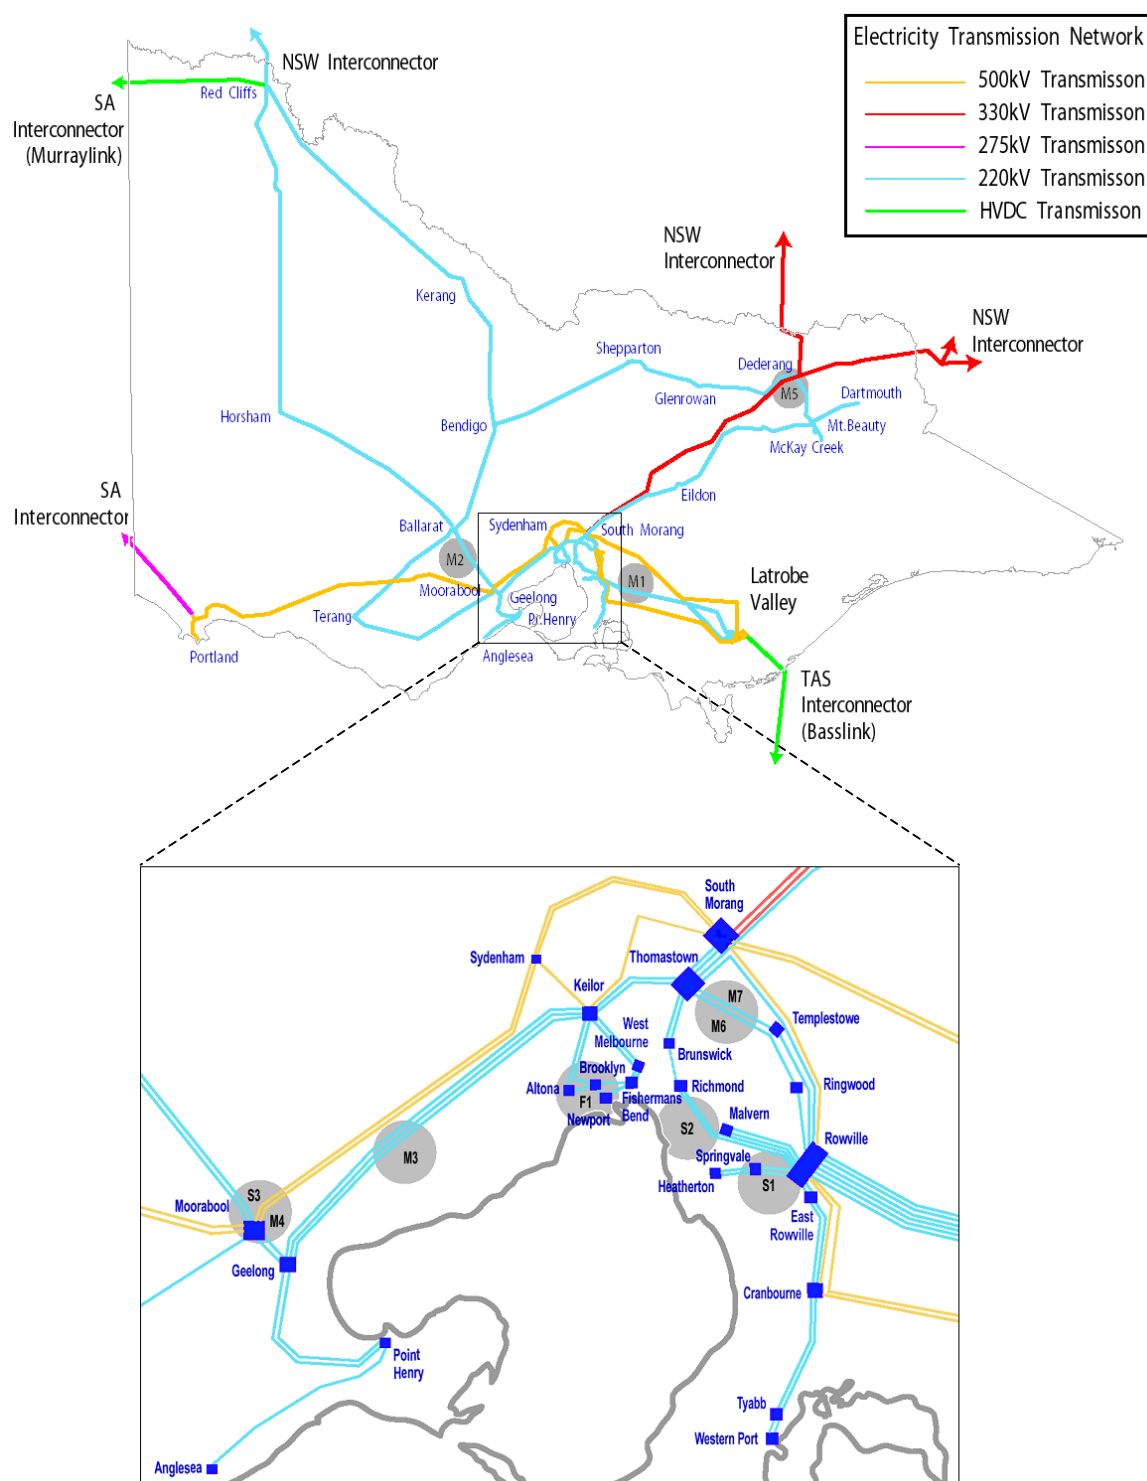 Electricity Transmission Network
500kV Transmisson
330kV Transmisson
275kV Transmisson
220kV Transmisson
HVDC Transmisson
NSW Interconnector
Red Cliffs
SA
Interconnector
(Murraylink)
NSW
Interconnector
Kerang
NSW
Interconnector
Shepparton
Dederang
M5
Glenrowan
Dartmouth
Horsham
Bendigo
Mt.Beauty
McKay Creek
SA
Interconnector
Eildon
Ballarat
Sydenham
South Morang
M2
M1
Latrobe
Valley
Moorabool
Geelong
Terang
Pt.Henry
Portland
Anglesea
TAS
Interconnector
(Basslink)
South
Morang
Sydenham
Thomastown
Keilor
M7
M6
Templestowe
West
Melbourne
Brunswick
Brooklyn
Altona
F1
Fishermans
Bend
Newport
Richmond
Ringwood
Malvern
S2
Rowville
M3
Springvale
Heatherton
S1
S3
Moorabool
M4
East
Rowville
Geelong
Cranbourne
Point
Henry
Tyabb
Western Port
Anglesea